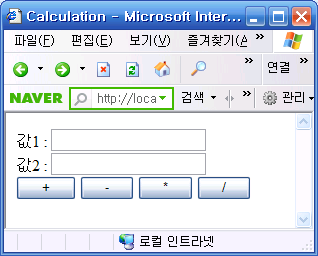 Calculation - Microsoft Inter...
파일(F) 편집(E) 보기(V) 즐겨찾기(A »
» 연결 »
NAVER http://loca 검색 » 관리
값1 :
값2 :
+ - * /
로컬 인트라넷